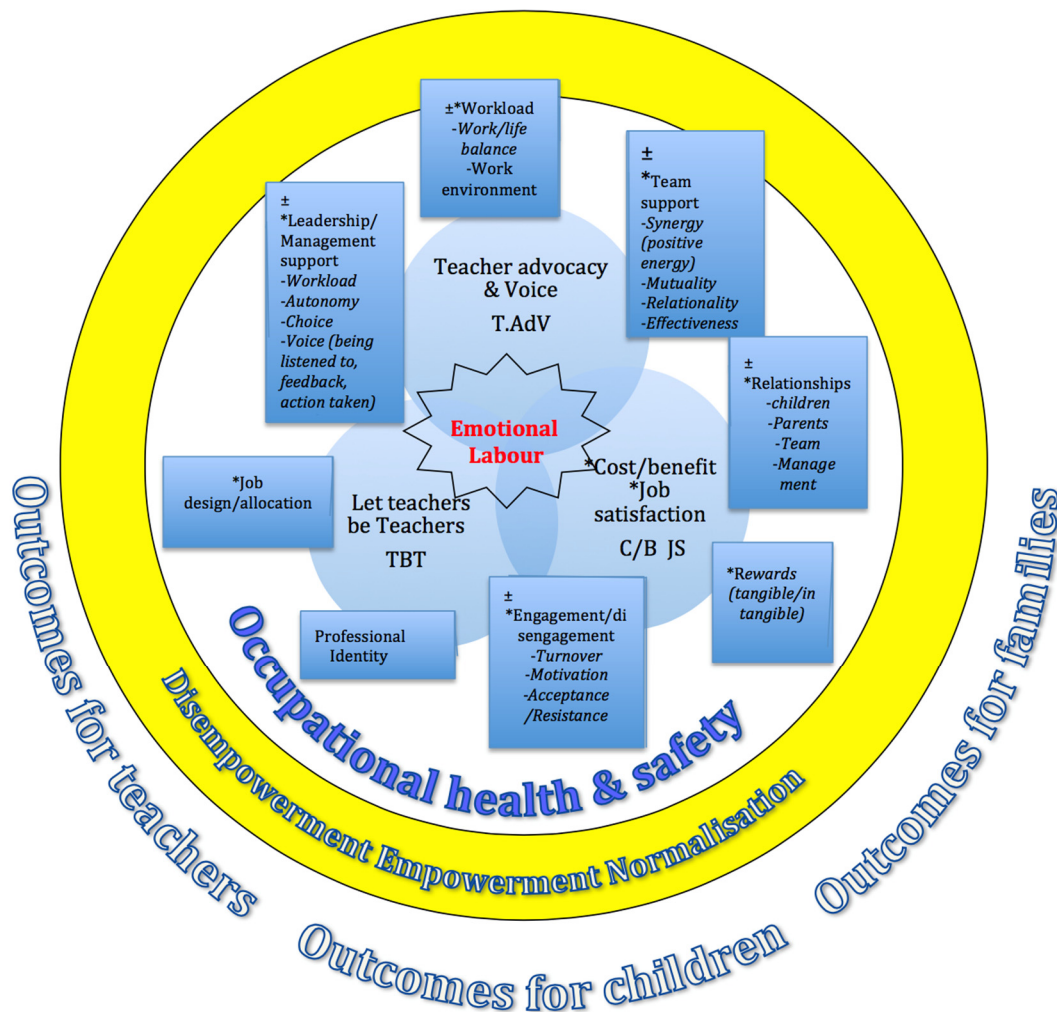 ±*Workload
-Work/life
balance
-Work
environment
±
*Team
support
-Synergy
(positive
energy)
-Mutuality
-Relationality
-Effectiveness
±
*Leadership/
Management
support
-Workload
-Autonomy
-Choice
-Voice (being
listened to,
feedback,
action taken)
Teacher advocacy
& Voice
T.AdV
±
*Relationships
-children
-Parents
-Team
-Manage
ment
Emotional
Labour
*Cost/benefit
*Job
satisfaction
C/B JS
*Job
design/allocation
Let teachers
be Teachers
TBT
*Rewards
(tangible/in
tangible)
±
*Engagement/di
sengagement
-Turnover
-Motivation
-Acceptance
/Resistance
Professional
Identity
Occupational health & safety
Disempowerment Empowerment Normalisation
Outcomes for teachers
Outcomes for children
Outcomes for families